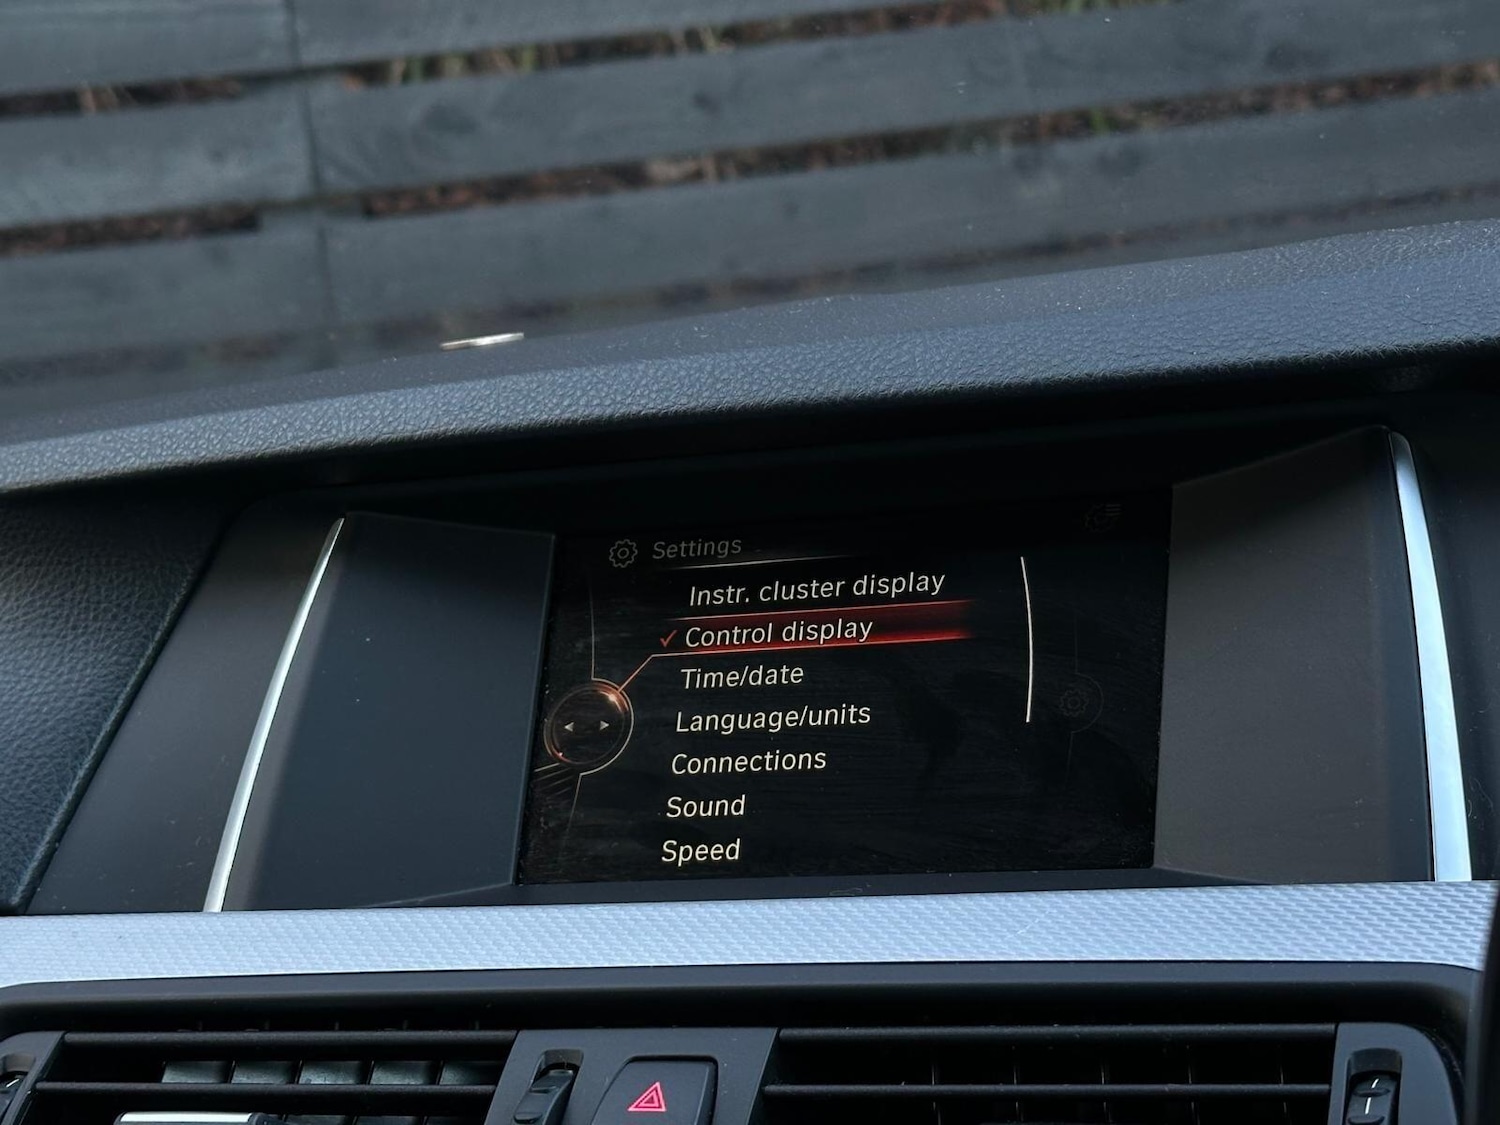 Settings
Instr. cluster display
Control display
Time/date
Language/units
Connections
Sound
Speed